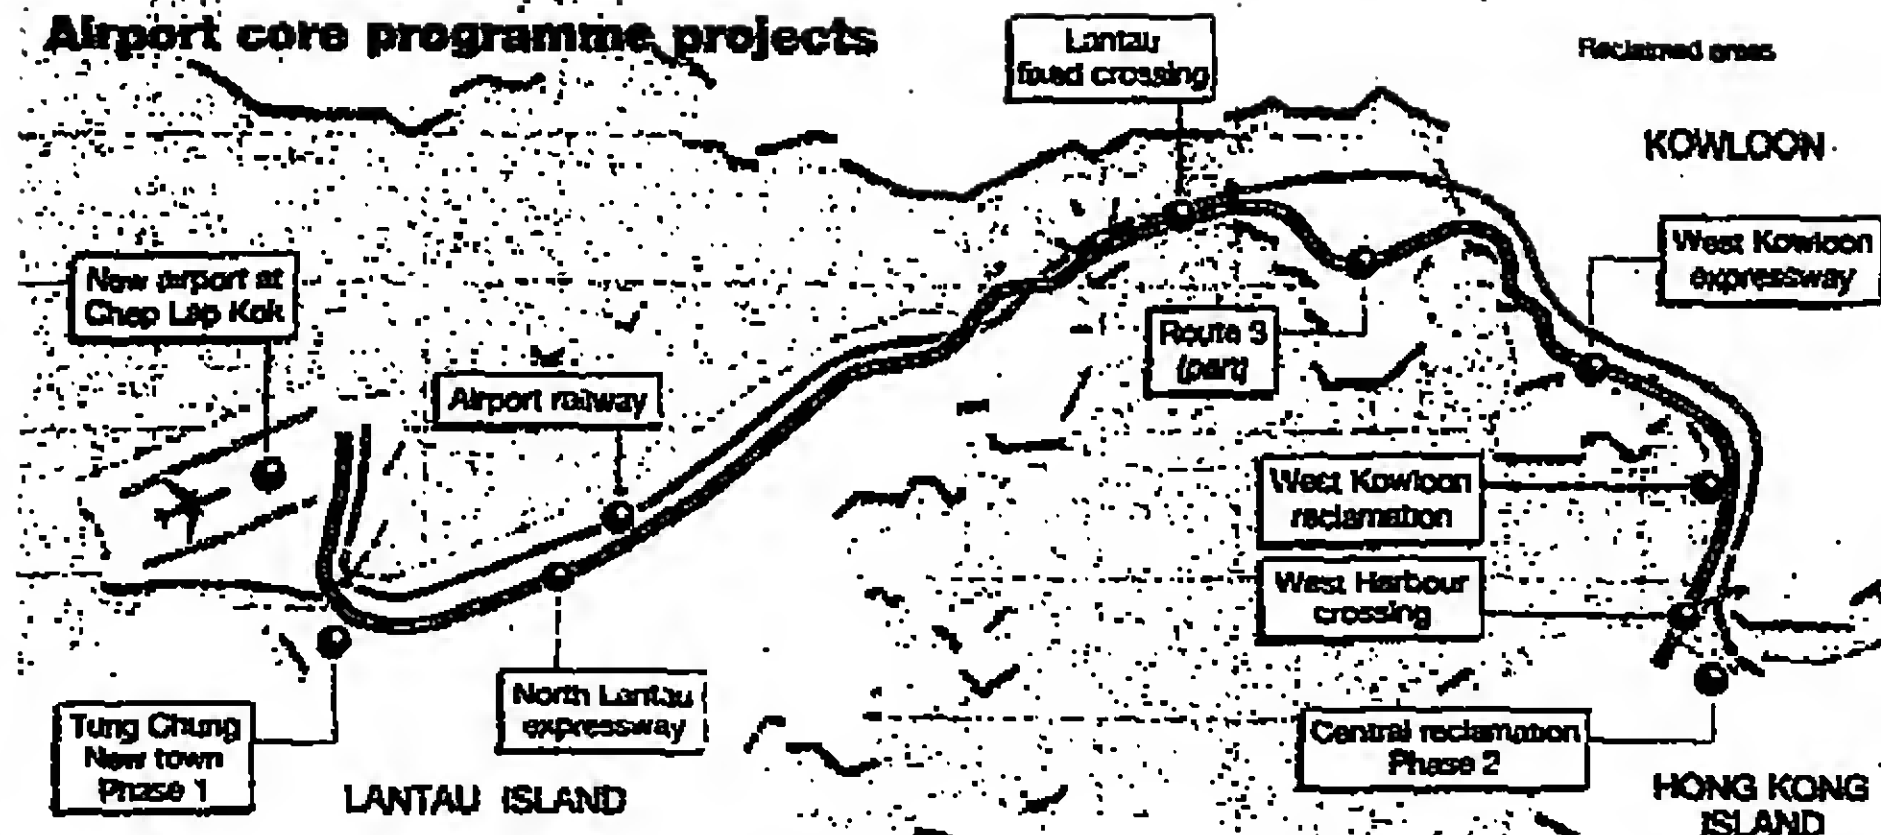 Airport core programme projects
Lantau
fixed crossing
Reclaimed areas
KOWLOON
West Kowloon
expressway
New airport at
Chep Lap Kok
Route 3
(part)
Airport railway
West Kowloon
reclamation
West Harbour
crossing
North Lantau
expressway
Tung Chung
New town
Phase 1
Central reclamation
Phase 2
LANTAU ISLAND
HONG KONG
ISLAND